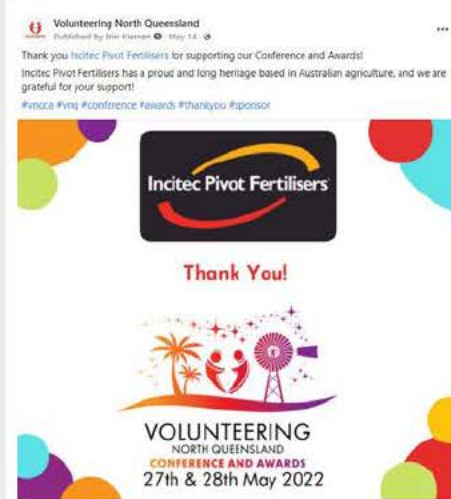 Volunteering North Queensland
Published by Erin Kiernan · May 14 ·
Thank you Incitec Pivot Fertilisers for supporting our Conference and Awards!
Incitec Pivot Fertilisers has a proud and long heritage based in Australian agriculture, and we are
grateful for your support!
#vncca #vnq #conference #awards #thankyou #sponsor
Incitec Pivot Fertilisers
Thank You!
VOLUNTEERING
NORTH QUEENSLAND
CONFERENCE AND AWARDS
27th & 28th May 2022